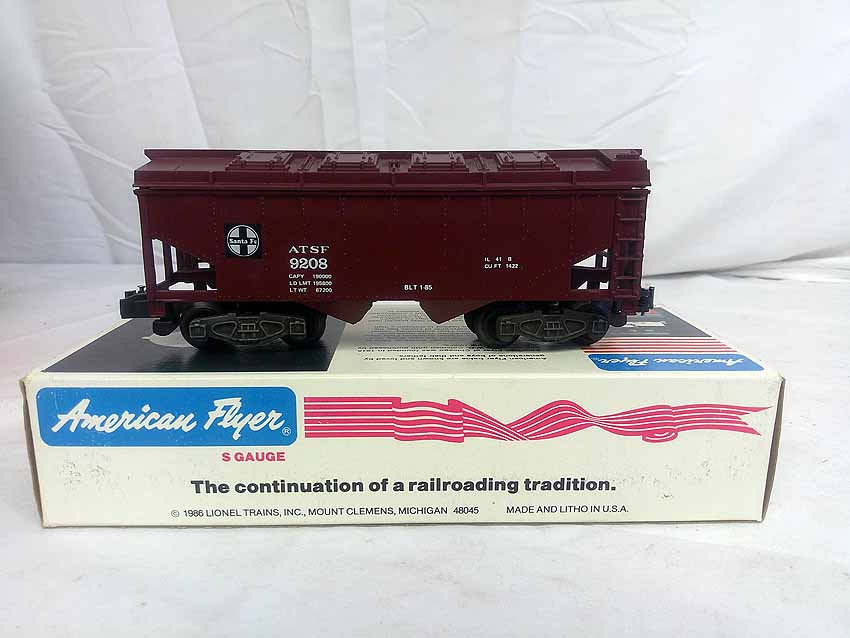 Santa Fe
ATSF
9208
CAPY 190000
LD LMT 195800
LT WT 67200
BLT 1-85
IL 41 8
CU FT 1422
American Flyer
American Flyer®
S GAUGE
The continuation of a railroading tradition.
© 1986 LIONEL TRAINS, INC., MOUNT CLEMENS, MICHIGAN 48045 MADE AND LITHO IN U.S.A.